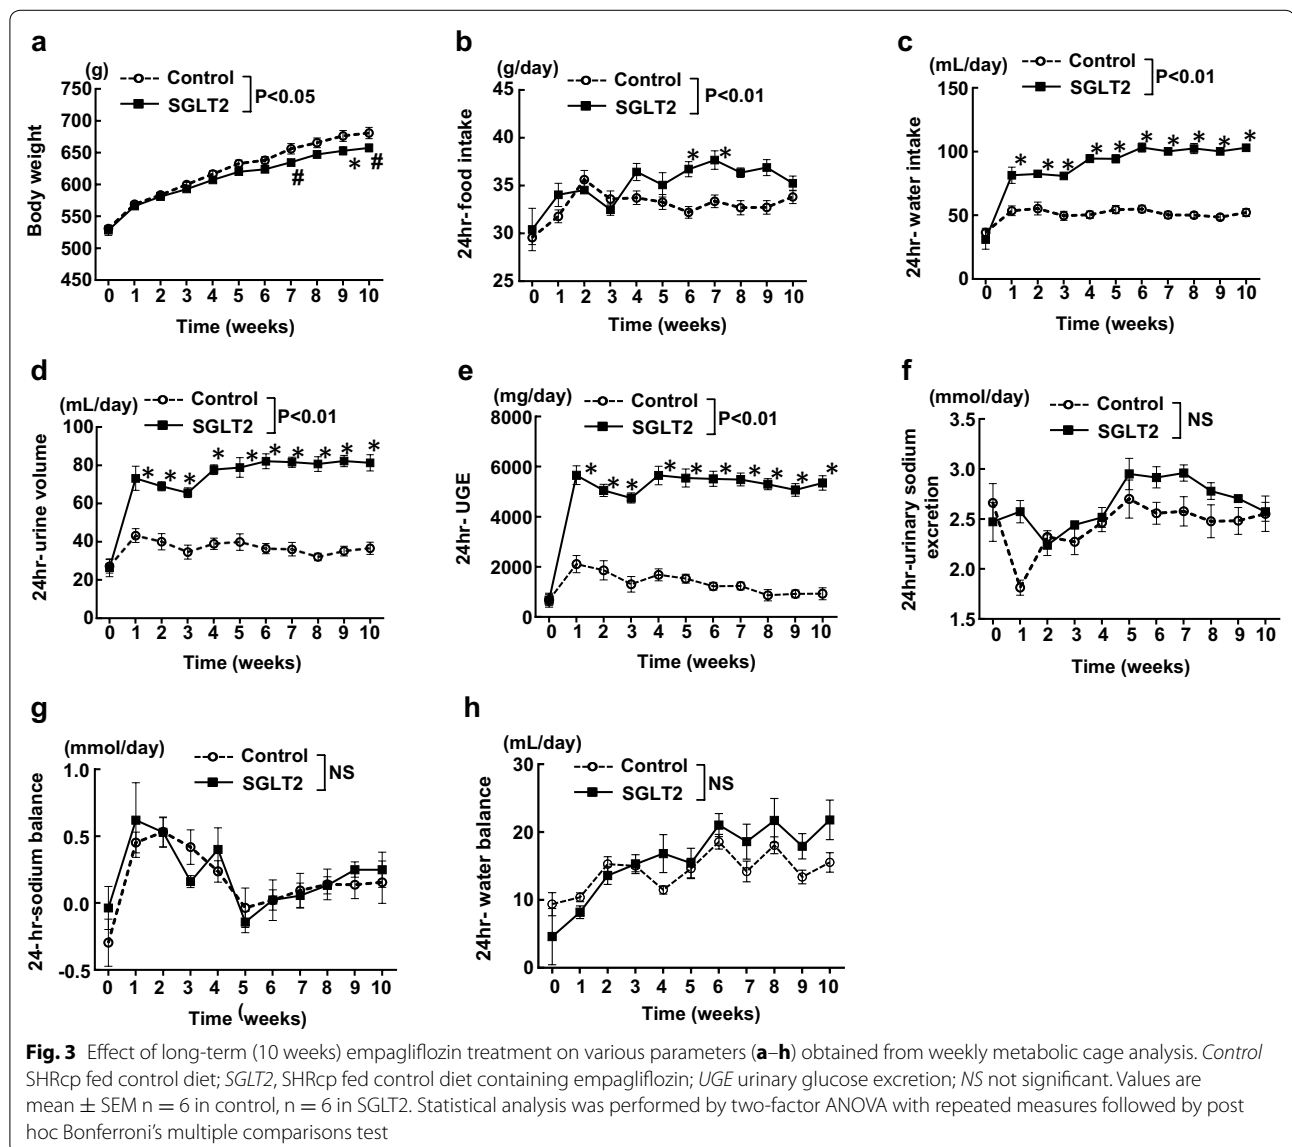 a
(g)
Control
SGLT2
P<0.05
750
700
650
600
550
500
450
Body weight
#
*
#
0 1 2 3 4 5 6 7 8 9 10
Time (weeks)
b
(g/day)
Control
SGLT2
P<0.01
45
40
35
30
25
24hr-food intake
* *
0 1 2 3 4 5 6 7 8 9 10
Time (weeks)
c
(mL/day)
Control
SGLT2
P<0.01
150
100
50
0
24hr- water intake
* * * * * * * * * *
0 1 2 3 4 5 6 7 8 9 10
Time (weeks)
d
(mL/day)
Control
SGLT2
P<0.01
100
80
60
40
20
0
24hr-urine volume
* * * * * * * * * *
0 1 2 3 4 5 6 7 8 9 10
Time (weeks)
e
(mg/day)
Control
SGLT2
P<0.01
8000
6000
4000
2000
0
24hr- UGE
* * * * * * * * * *
0 1 2 3 4 5 6 7 8 9 10
Time (weeks)
f
(mmol/day)
Control
SGLT2
NS
3.5
3.0
2.5
2.0
1.5
24hr-urinary sodium
excretion
0 1 2 3 4 5 6 7 8 9 10
Time (weeks)
g
(mmol/day)
Control
SGLT2
NS
1.0
0.5
0.0
-0.5
24-hr-sodium balance
0 1 2 3 4 5 6 7 8 9 10
Time (weeks)
h
(mL/day)
Control
SGLT2
NS
30
20
10
0
24hr- water balance
0 1 2 3 4 5 6 7 8 9 10
Time (weeks)
Fig. 3 Effect of long-term (10 weeks) empagliflozin treatment on various parameters (a–h) obtained from weekly metabolic cage analysis. Control
SHRcp fed control diet; SGLT2, SHRcp fed control diet containing empagliflozin; UGE urinary glucose excretion; NS not significant. Values are
mean ± SEM n = 6 in control, n = 6 in SGLT2. Statistical analysis was performed by two-factor ANOVA with repeated measures followed by post
hoc Bonferroni's multiple comparisons test